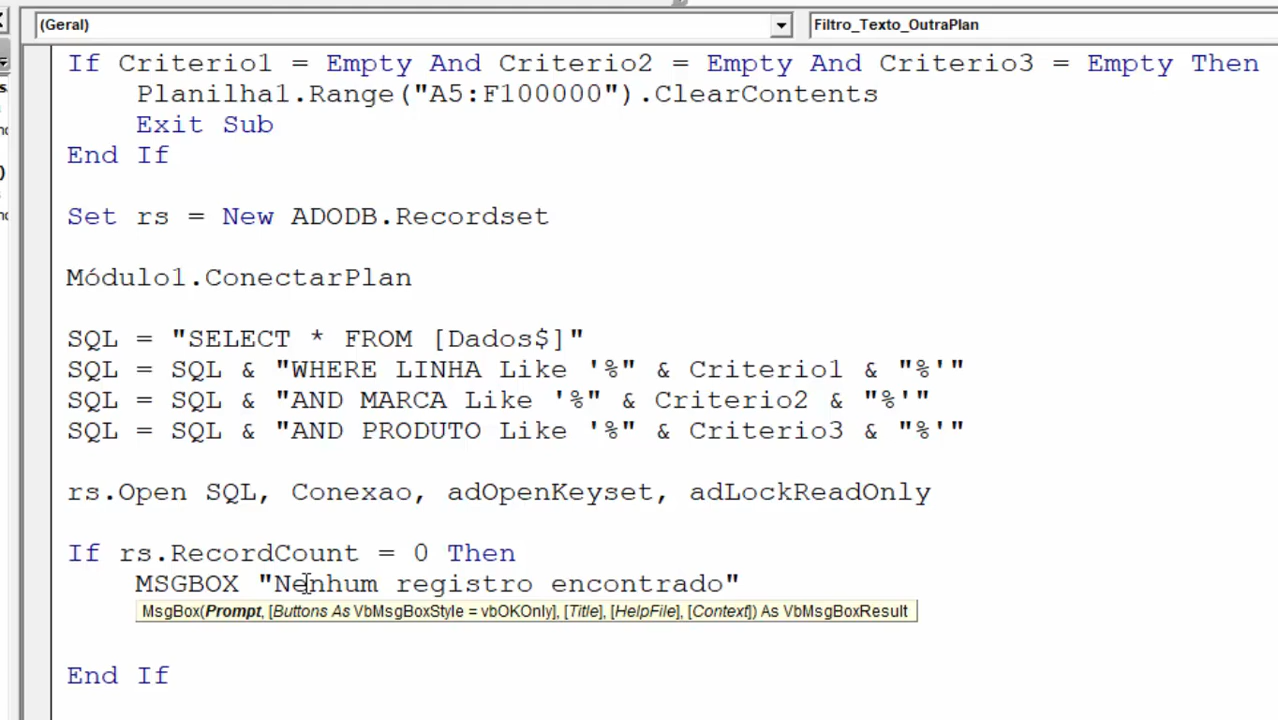 (Geral)
Filtro_Texto_OutraPlan
If Criterio1 = Empty And Criterio2 = Empty And Criterio3 = Empty Then
Planilha1.Range("A5:F100000").ClearContents
Exit Sub
End If
Set rs = New ADODB.Recordset
Módulo1.ConectarPlan
SQL = "SELECT * FROM [Dados$]"
SQL = SQL & "WHERE LINHA Like '%" & Criterio1 & "%'"
SQL = SQL & "AND MARCA Like '%" & Criterio2 & "%'"
SQL = SQL & "AND PRODUTO Like '%" & Criterio3 & "%'"
rs.Open SQL, Conexao, adOpenKeyset, adLockReadOnly
If rs.RecordCount = 0 Then
MSGBOX "Nenhum registro encontrado"
MsgBox(Prompt, [Buttons As VbMsgBoxStyle = vbOKOnly], [Title], [HelpFile], [Context]) As VbMsgBoxResult
End If